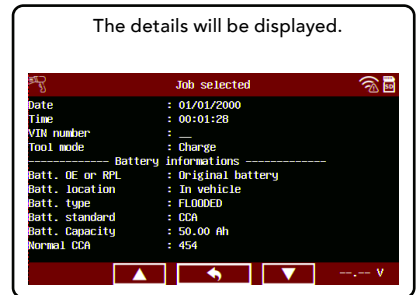 The details will be displayed.
Job selected
SD
Date : 01/01/2000
Time : 00:01:28
VIN number : __
Tool mode : Charge
------------- Battery informations -------------
Batt. OE or RPL : Original battery
Batt. location : In vehicle
Batt. type : FLOODED
Batt. standard : CCA
Batt. Capacity : 50.00 Ah
Normal CCA : 454
--.-- V